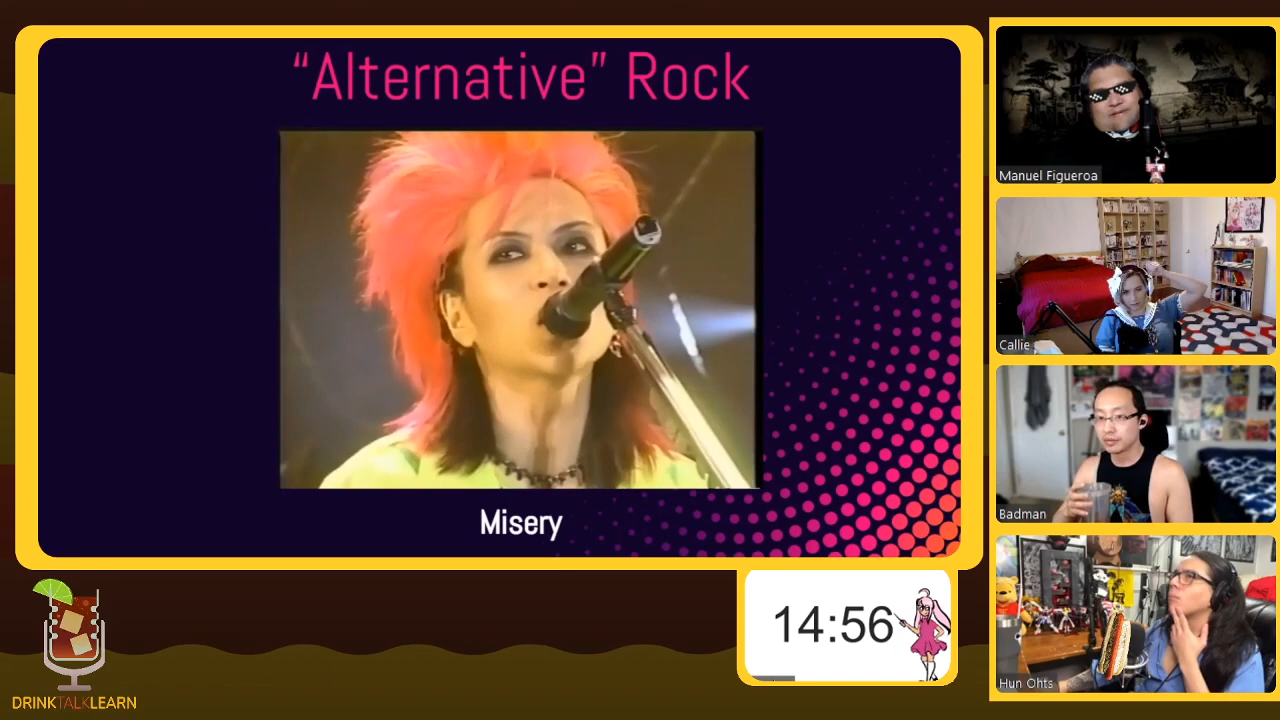 “Alternative” Rock
Misery
14:56
DRINKTALKLEARN
Manuel Figueroa
Callie
Badman
Hun Ohts